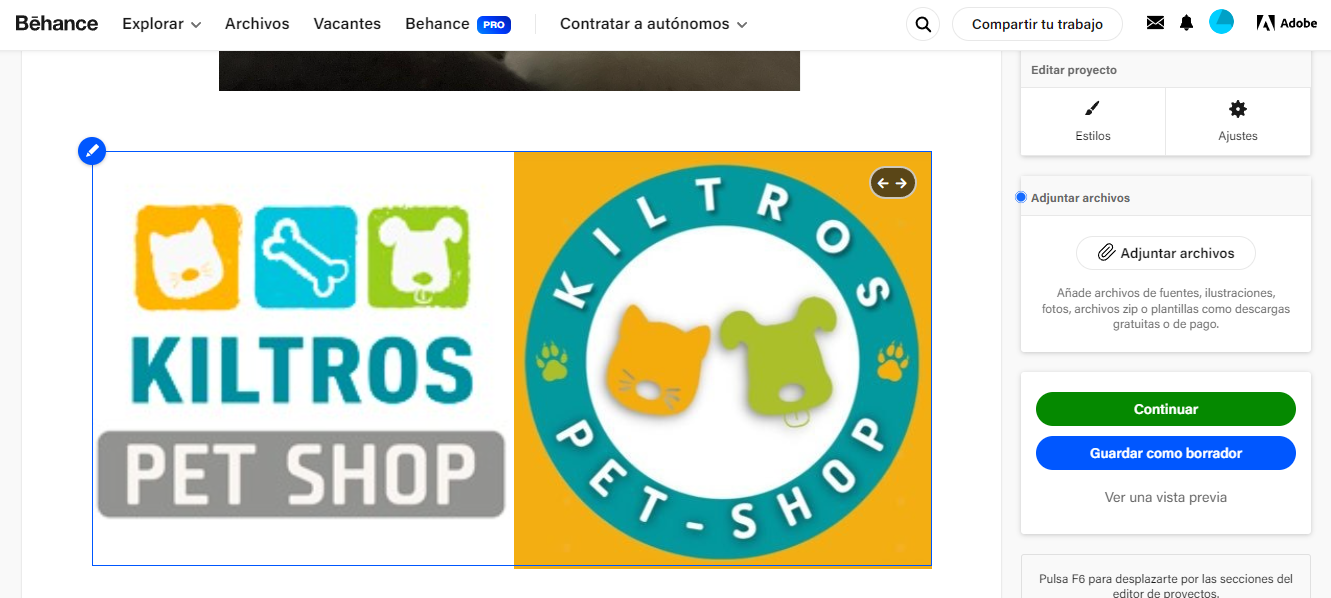 Bēhance
Explorar
Archivos
Vacantes
Behance PRO
Contratar a autónomos
Compartir tu trabajo
Adobe
Editar proyecto
Estilos
Ajustes
Adjuntar archivos
Adjuntar archivos
Añade archivos de fuentes, ilustraciones,
fotos, archivos zip o plantillas como descargas
gratuitas o de pago.
Continuar
Guardar como borrador
Ver una vista previa
Pulsa F6 para desplazarte por las secciones del
editor de proyectos.
KILTROS
PET SHOP
KILTROS
PET-SHOP